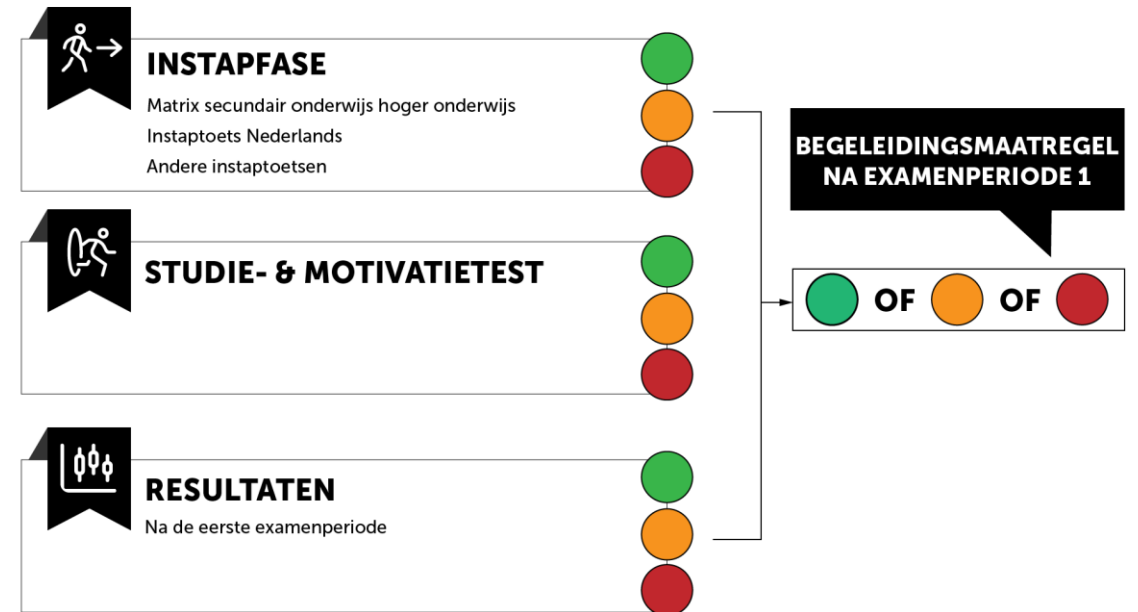 INSTAPFASE
Matrix secundair onderwijs hoger onderwijs
Instaptoets Nederlands
Andere instaptoetsen
STUDIE- & MOTIVATIETEST
RESULTATEN
Na de eerste examenperiode
BEGELEIDINGSMAATREGEL
NA EXAMENPERIODE 1
OF OF